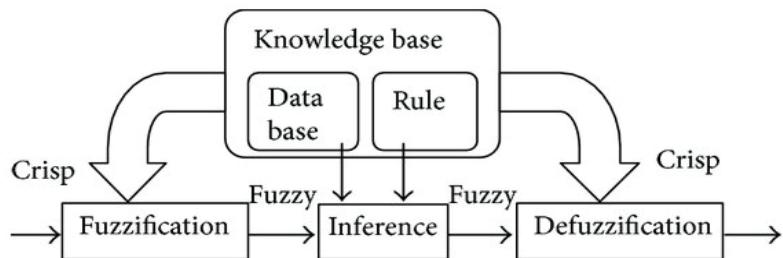 Knowledge base
Data
base
Rule
Crisp
Crisp
Fuzzy
Fuzzy
Fuzzification
Inference
Defuzzification